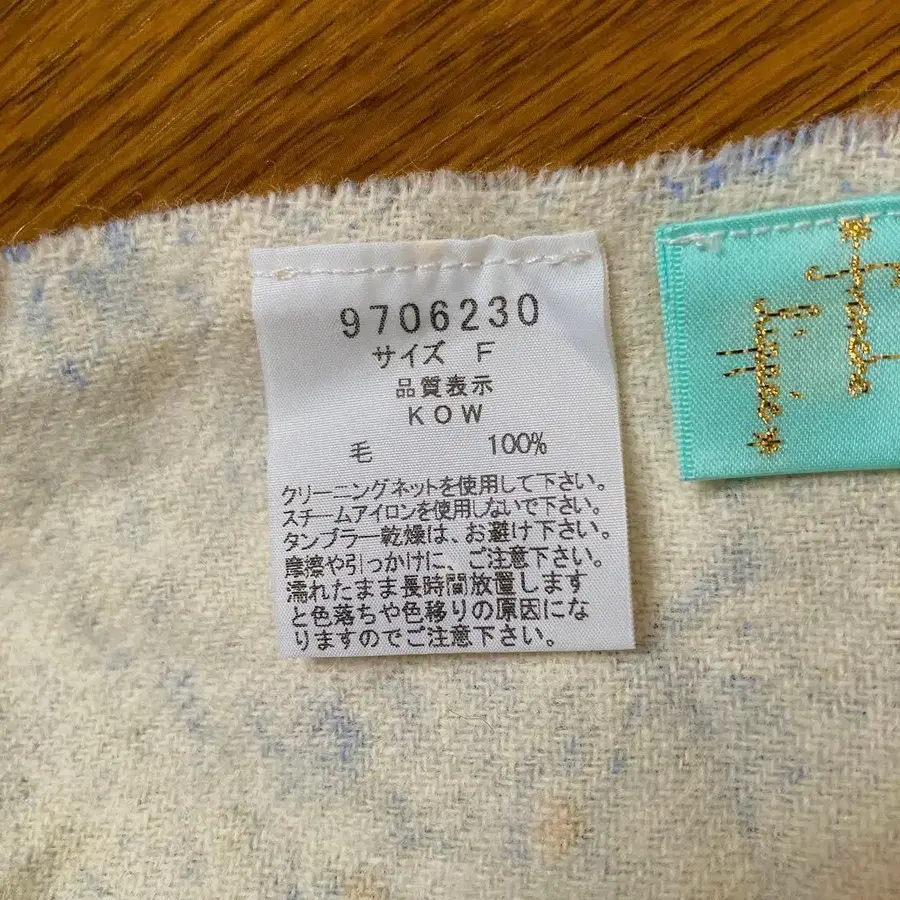 9706230
サイズ F
品質表示
KOW
毛 100%
クリーニングネットを使用して下さい。
スチームアイロンを使用しないで下さい。
タンブラー乾燥は、お避け下さい。
摩擦や引っかけに、ご注意下さい。
濡れたまま長時間放置します
と色落ちや色移りの原因にな
りますのでご注意下さい。